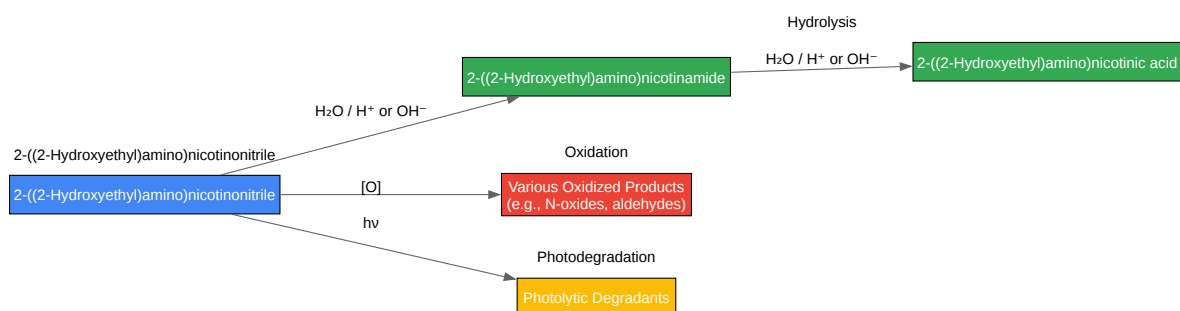 Hydrolysis
H₂O / H⁺ or OH⁻
2-((2-Hydroxyethyl)amino)nicotinic acid
2-((2-Hydroxyethyl)amino)nicotinamide
H₂O / H⁺ or OH⁻
2-((2-Hydroxyethyl)amino)nicotinonitrile
2-((2-Hydroxyethyl)amino)nicotinonitrile
Oxidation
[O]
Various Oxidized Products
(e.g., N-oxides, aldehydes)
hν
Photodegradation
Photolytic Degradants